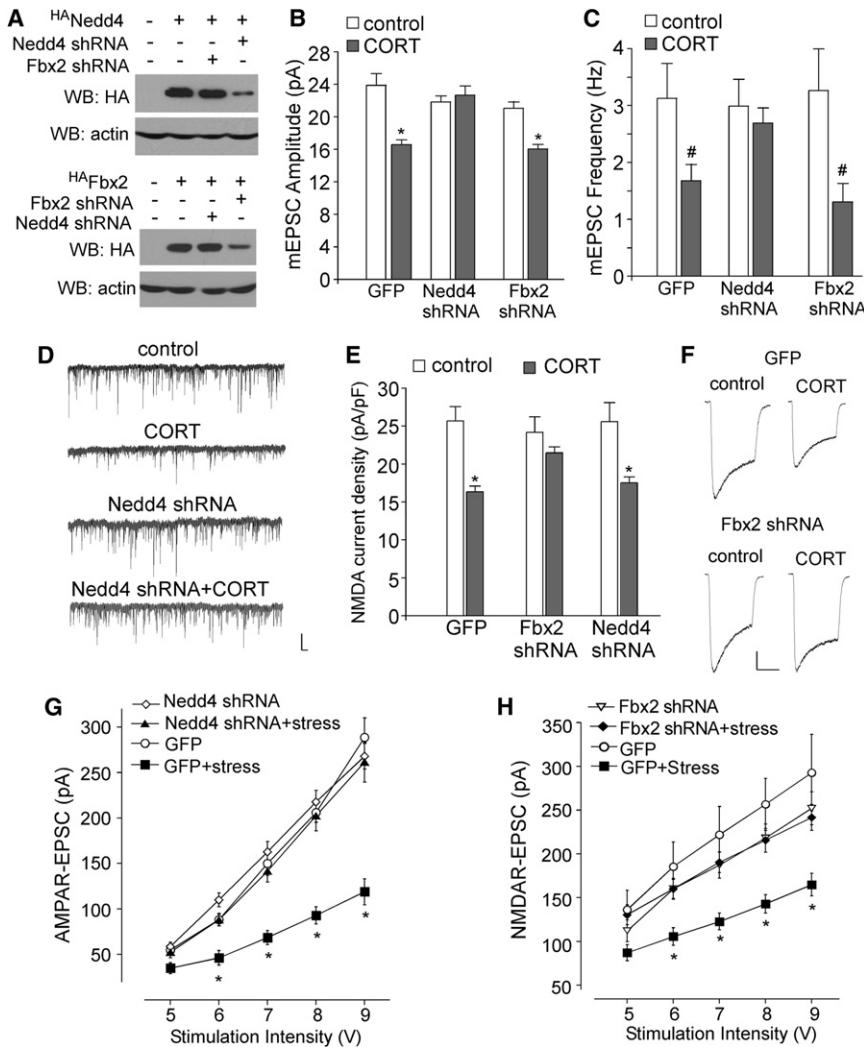 A
HANedd4 - + + +
Nedd4 shRNA - - - +
Fbx2 shRNA - - + -
WB: HA
WB: actin
HAFbx2 - + + +
Fbx2 shRNA - - - +
Nedd4 shRNA - - + -
WB: HA
WB: actin
B
control
CORT
mEPSC Amplitude (pA)
28
24
20
16
12
8
4
0
* *
GFP Nedd4 shRNA Fbx2 shRNA
C
control
CORT
mEPSC Frequency (Hz)
4
3
2
1
0
# #
GFP Nedd4 shRNA Fbx2 shRNA
D
control
CORT
Nedd4 shRNA
Nedd4 shRNA+CORT
E
control CORT
NMDA current density (pA/pF)
30
25
20
15
10
5
0
* *
GFP Fbx2 shRNA Nedd4 shRNA
F
GFP
control CORT
Fbx2 shRNA
control CORT
G
Nedd4 shRNA
Nedd4 shRNA+stress
GFP
GFP+stress
AMPAR-EPSC (pA)
300
250
200
150
100
50
* * * *
5 6 7 8 9
Stimulation Intensity (V)
H
Fbx2 shRNA
Fbx2 shRNA+stress
GFP
GFP+Stress
NMDAR-EPSC (pA)
350
300
250
200
150
100
50
* * * *
5 6 7 8 9
Stimulation Intensity (V)